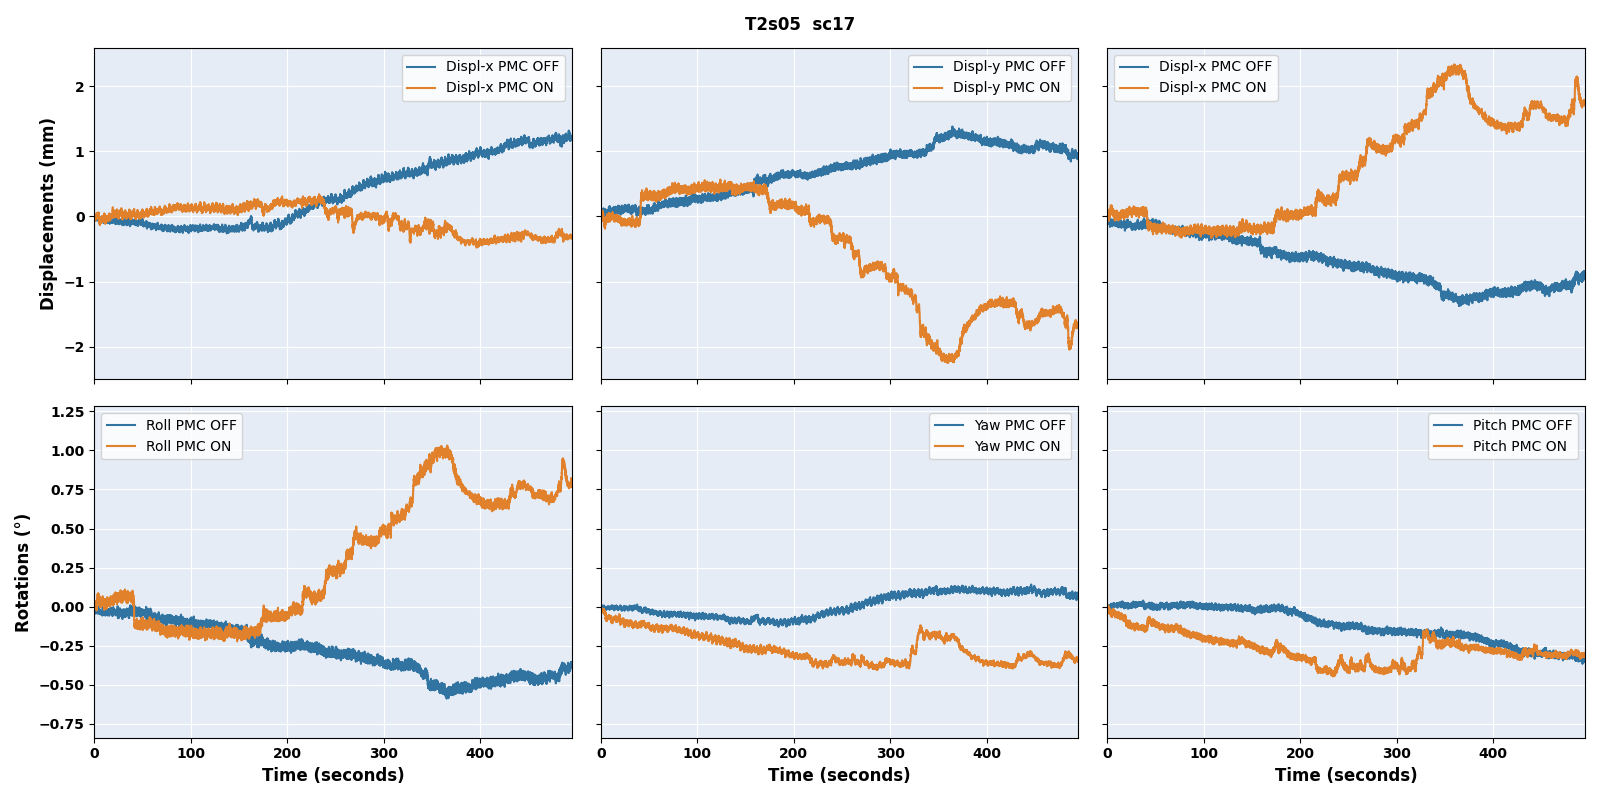 T2s05 sc17
Displ-x PMC OFF
Displ-x PMC ON
Displ-y PMC OFF
Displ-y PMC ON
Displ-x PMC OFF
Displ-x PMC ON
Displacements (mm)
2
1
0
−1
−2
0
100
200
300
400
0
100
200
300
400
0
100
200
300
400
Roll PMC OFF
Roll PMC ON
Yaw PMC OFF
Yaw PMC ON
Pitch PMC OFF
Pitch PMC ON
Rotations (°)
1.25
1.00
0.75
0.50
0.25
0.00
−0.25
−0.50
−0.75
Time (seconds)
Time (seconds)
Time (seconds)